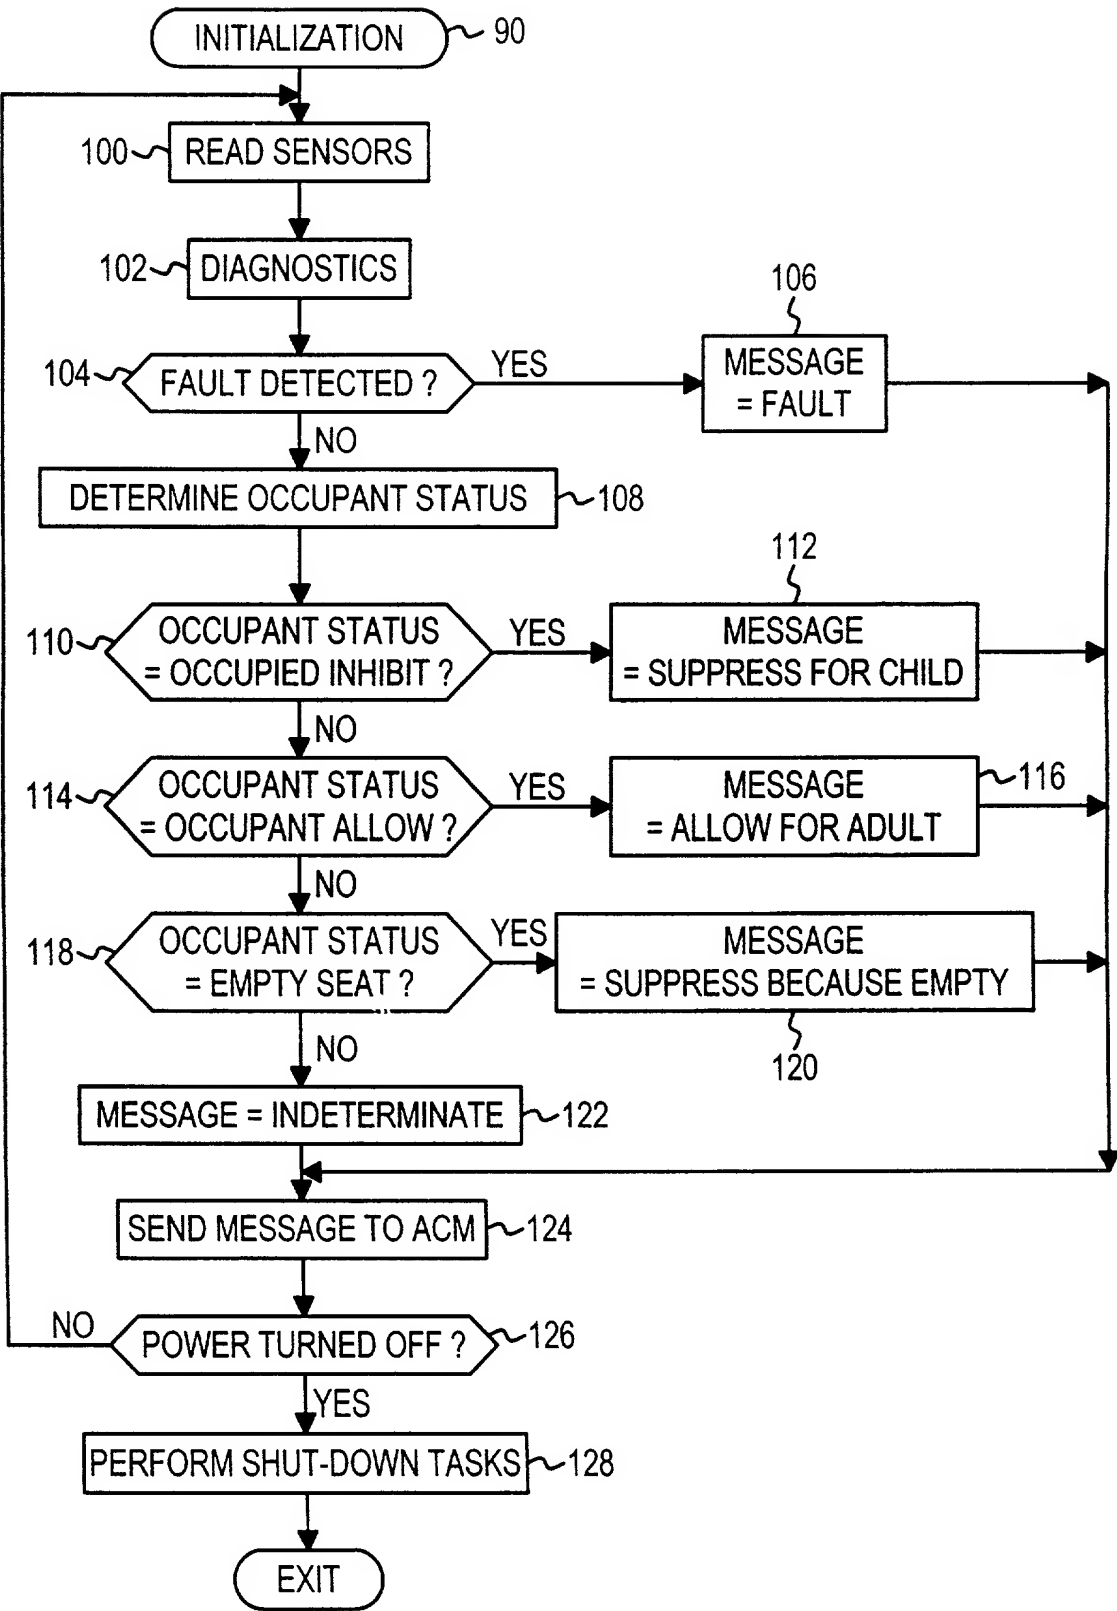 INITIALIZATION
90
100
READ SENSORS
102
DIAGNOSTICS
106
104
FAULT DETECTED ?
YES
MESSAGE
= FAULT
NO
DETERMINE OCCUPANT STATUS
108
112
110
OCCUPANT STATUS
= OCCUPIED INHIBIT ?
YES
MESSAGE
= SUPPRESS FOR CHILD
NO
114
OCCUPANT STATUS
= OCCUPANT ALLOW ?
YES
MESSAGE
= ALLOW FOR ADULT
116
NO
118
OCCUPANT STATUS
= EMPTY SEAT ?
YES
MESSAGE
= SUPPRESS BECAUSE EMPTY
120
NO
MESSAGE = INDETERMINATE
122
SEND MESSAGE TO ACM
124
NO
POWER TURNED OFF ?
126
YES
PERFORM SHUT-DOWN TASKS
128
EXIT